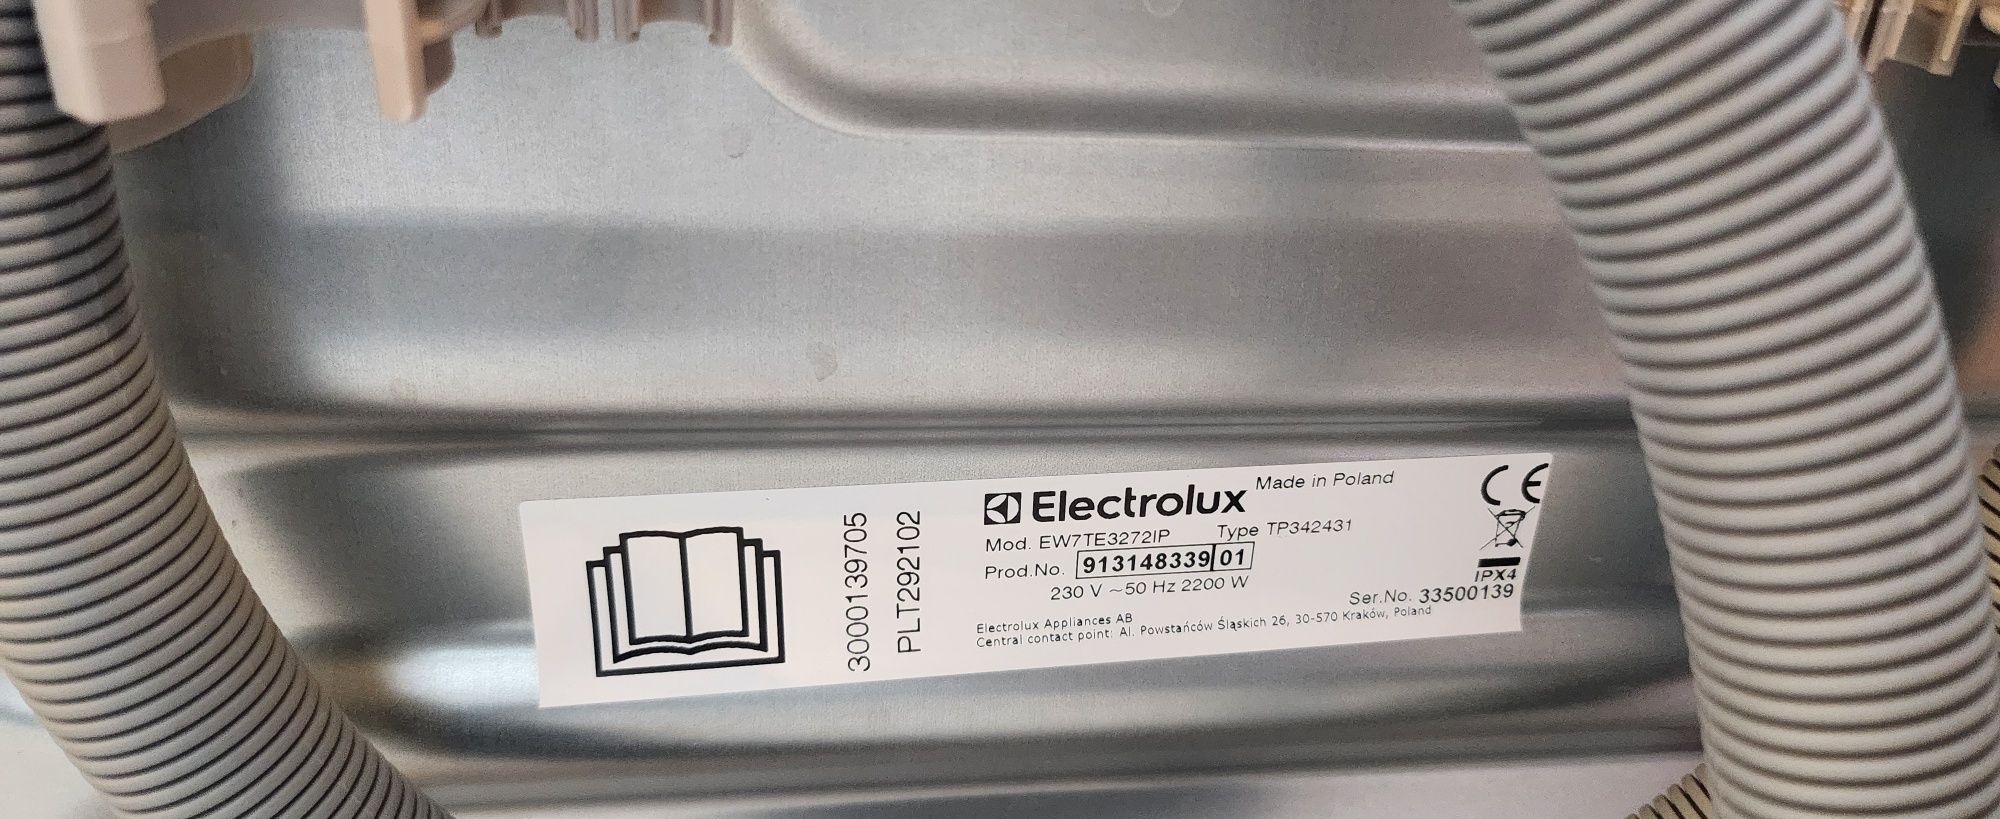 3000139705
PLT292102
Electrolux Made in Poland
Mod. EW7TE3272IP Type TP342431
Prod.No. 913148339 01
230 V ~50 Hz 2200 W
IPX4
Ser.No. 33500139
Electrolux Appliances AB
Central contact point: Al. Powstańców Śląskich 26, 30-570 Kraków, Poland
CE